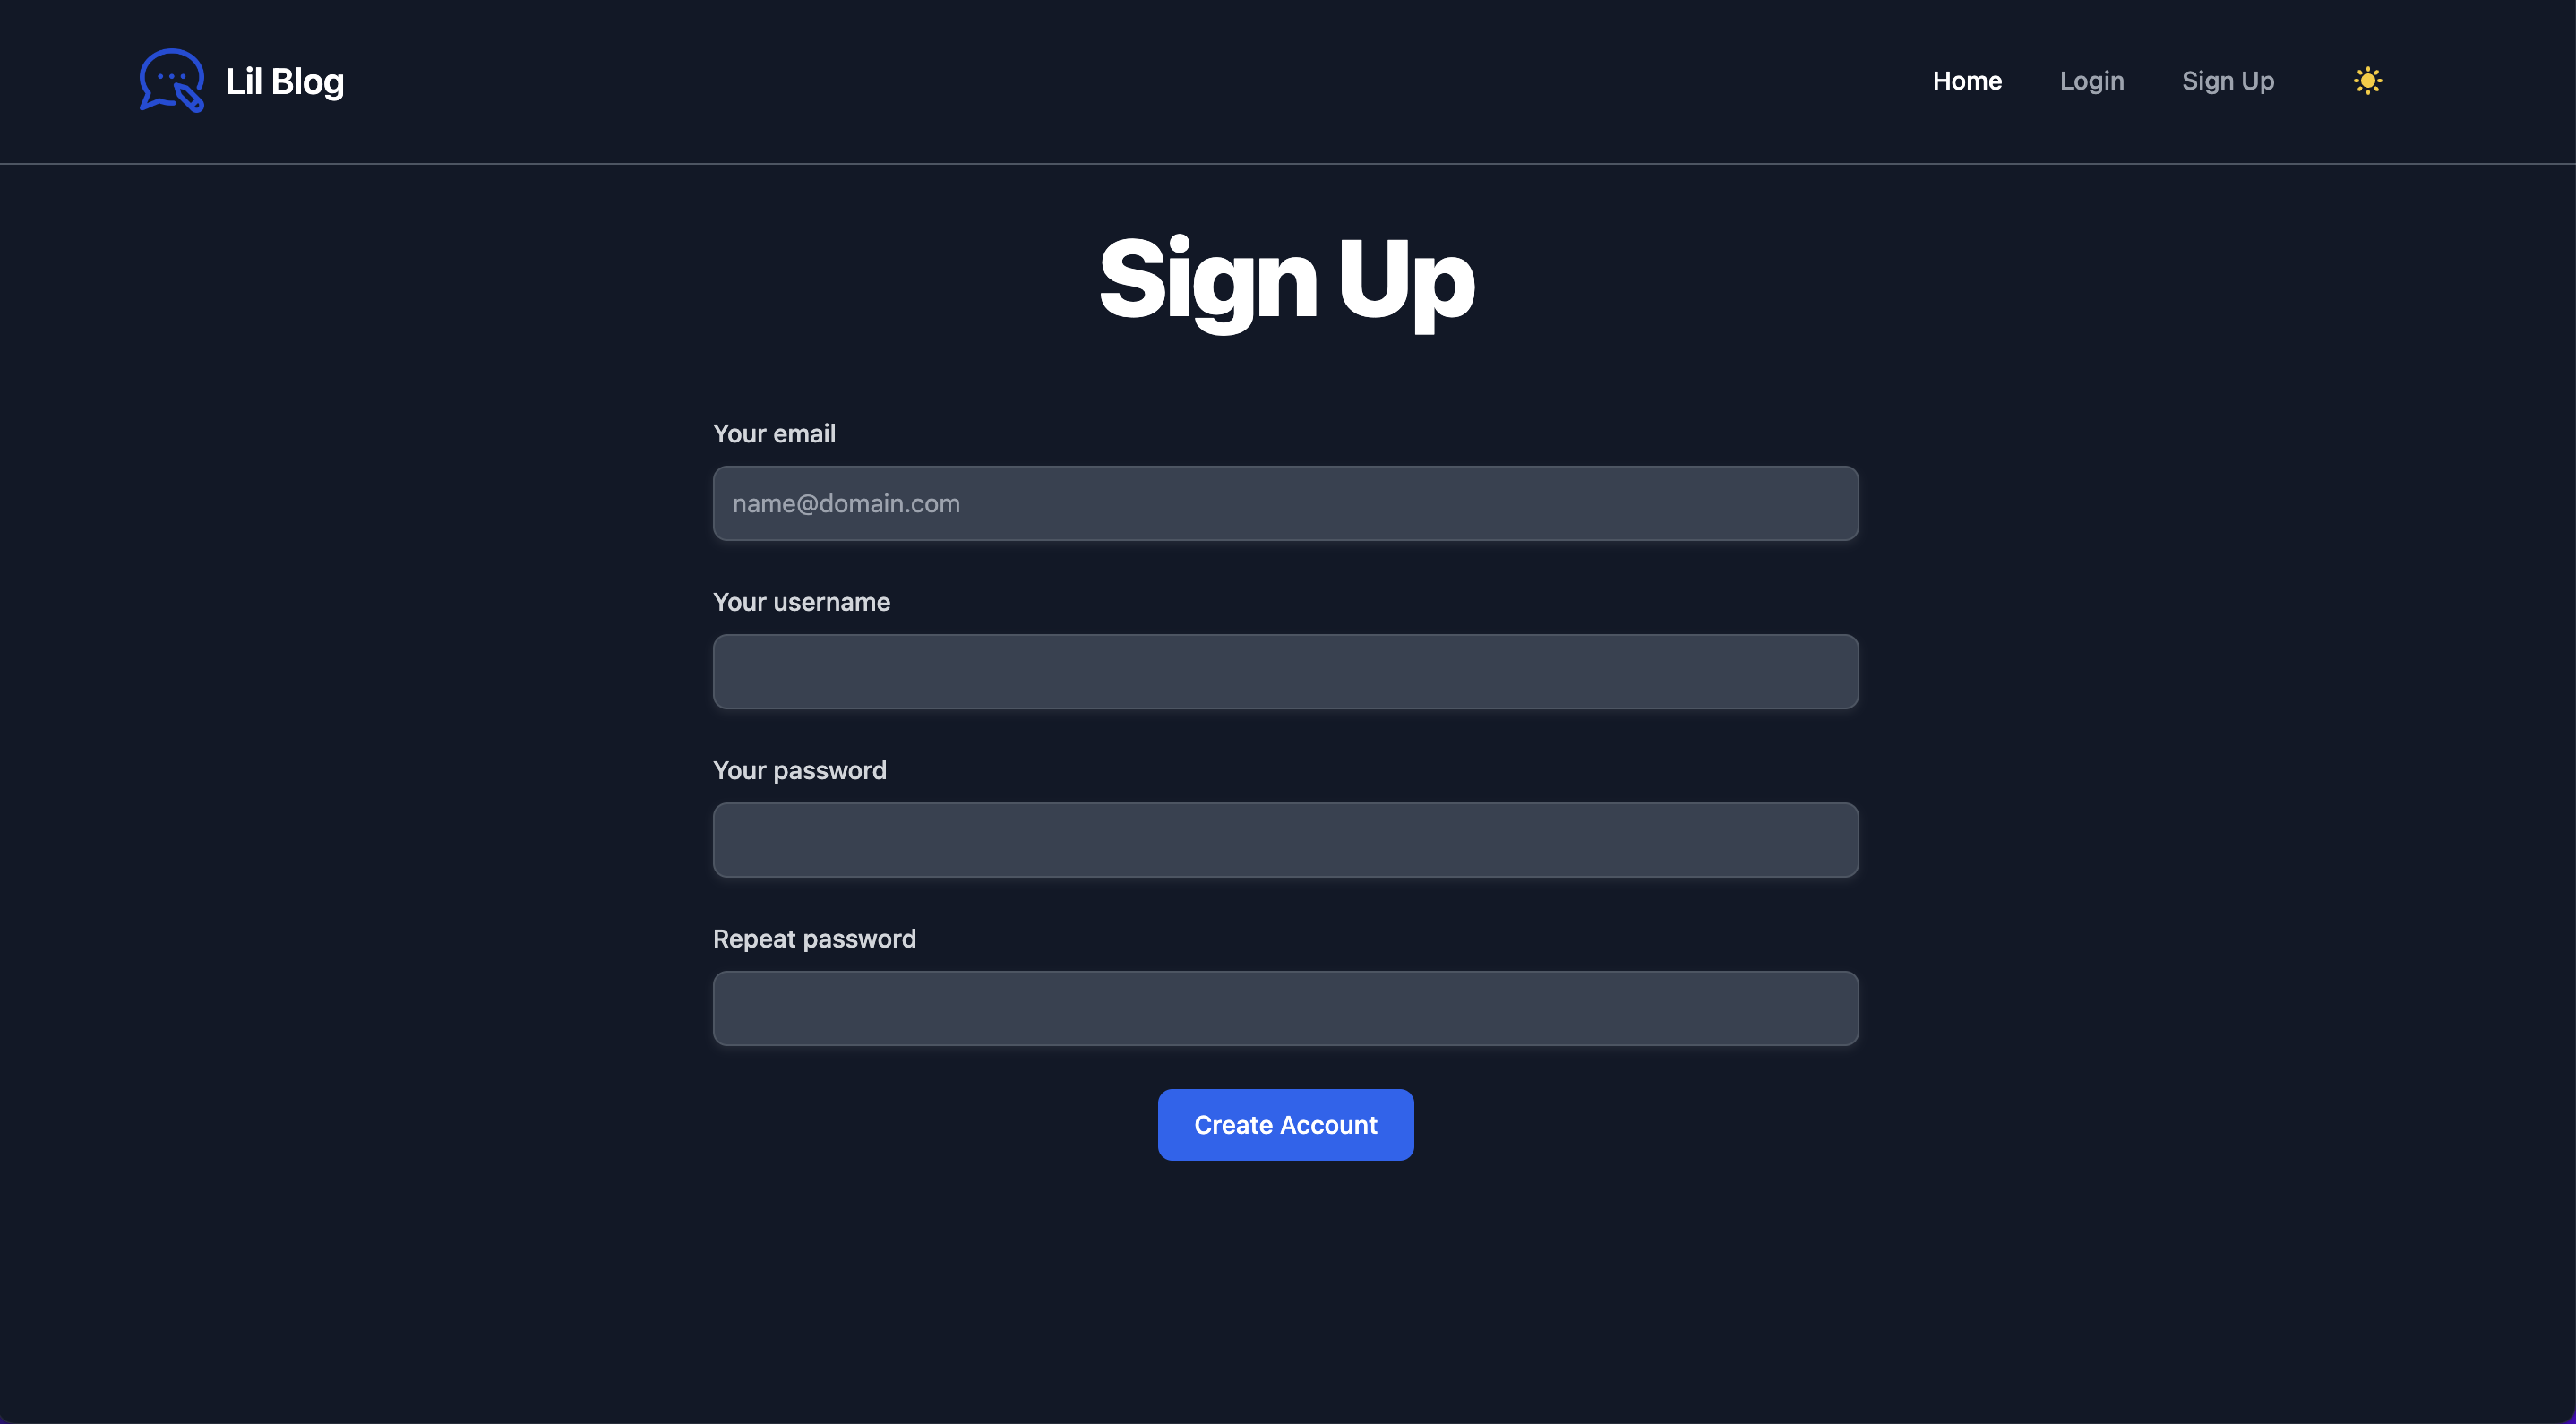 Lil Blog
Home Login Sign Up
Sign Up
Your email
name@domain.com
Your username
Your password
Repeat password
Create Account